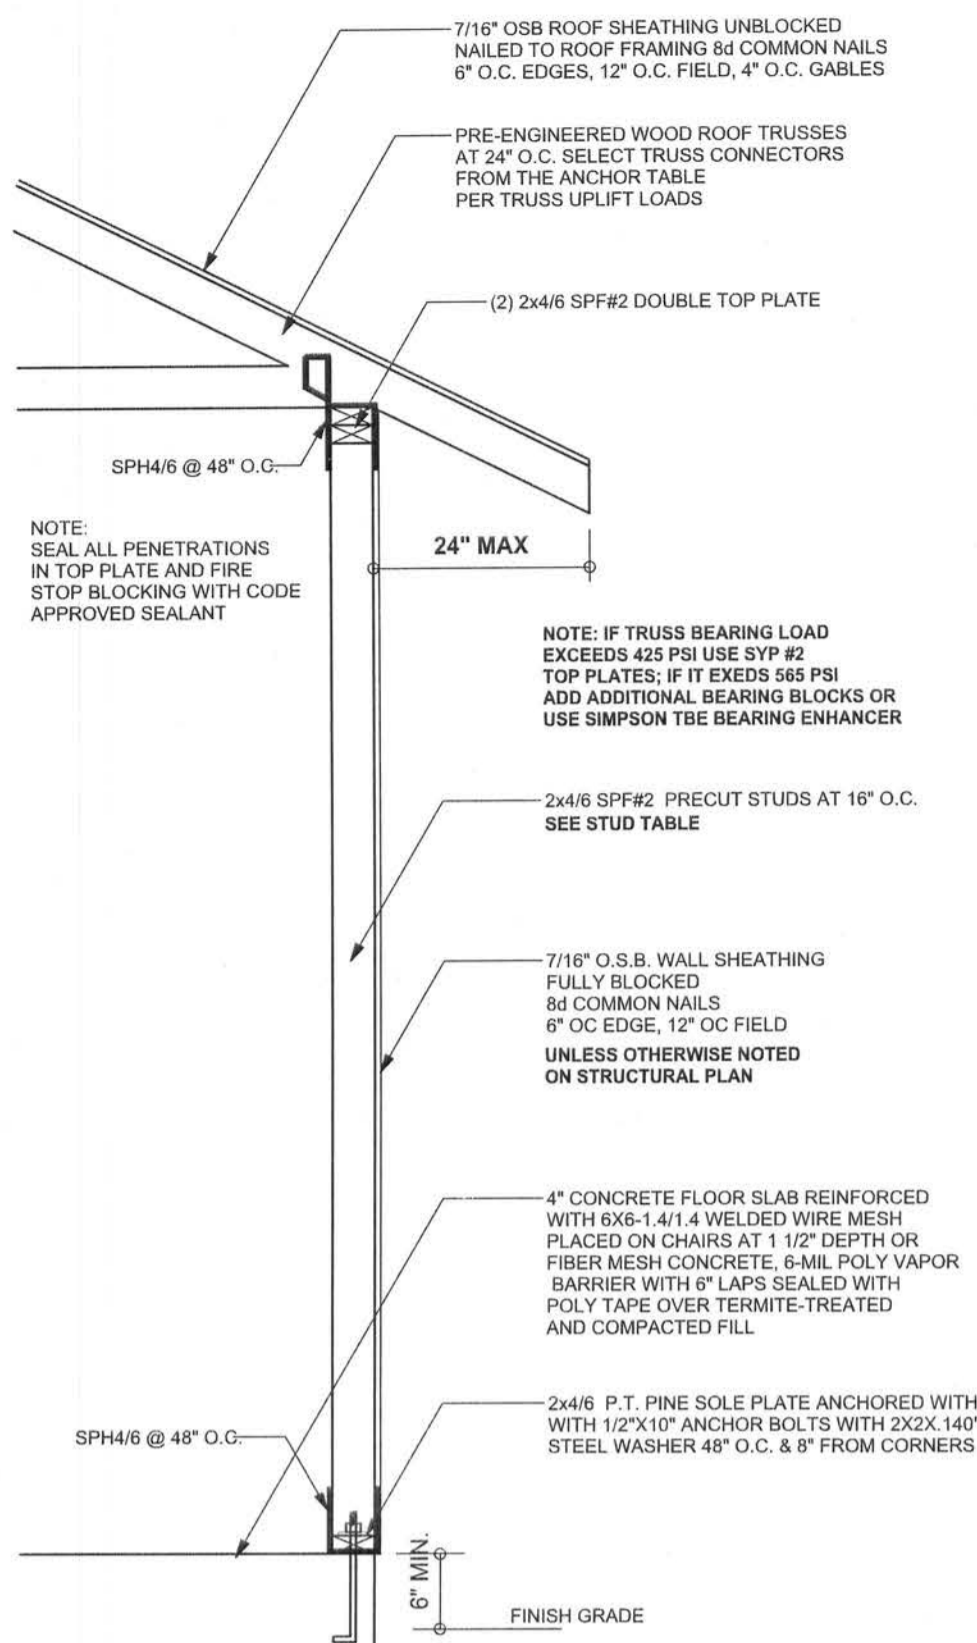 7/16" OSB ROOF SHEATHING UNBLOCKED
NAILED TO ROOF FRAMING 8d COMMON NAILS
6" O.C. EDGES, 12" O.C. FIELD, 4" O.C. GABLES
PRE-ENGINEERED WOOD ROOF TRUSSES
AT 24" O.C. SELECT TRUSS CONNECTORS
FROM THE ANCHOR TABLE
PER TRUSS UPLIFT LOADS
(2) 2x4/6 SPF#2 DOUBLE TOP PLATE
SPH4/6 @ 48" O.C.
NOTE:
SEAL ALL PENETRATIONS
IN TOP PLATE AND FIRE
STOP BLOCKING WITH CODE
APPROVED SEALANT
24" MAX
NOTE: IF TRUSS BEARING LOAD
EXCEEDS 425 PSI USE SYP #2
TOP PLATES; IF IT EXEDS 565 PSI
ADD ADDITIONAL BEARING BLOCKS OR
USE SIMPSON TBE BEARING ENHANCER
2x4/6 SPF#2 PRECUT STUDS AT 16" O.C.
SEE STUD TABLE
7/16" O.S.B. WALL SHEATHING
FULLY BLOCKED
8d COMMON NAILS
6" OC EDGE, 12" OC FIELD
UNLESS OTHERWISE NOTED
ON STRUCTURAL PLAN
4" CONCRETE FLOOR SLAB REINFORCED
WITH 6X6-1.4/1.4 WELDED WIRE MESH
PLACED ON CHAIRS AT 1 1/2" DEPTH OR
FIBER MESH CONCRETE, 6-MIL POLY VAPOR
BARRIER WITH 6" LAPS SEALED WITH
POLY TAPE OVER TERMITE-TREATED
AND COMPACTED FILL
2x4/6 P.T. PINE SOLE PLATE ANCHORED WITH
WITH 1/2"X10" ANCHOR BOLTS WITH 2X2X.140"
STEEL WASHER 48" O.C. & 8" FROM CORNERS
SPH4/6 @ 48" O.C.
6" MIN.
FINISH GRADE